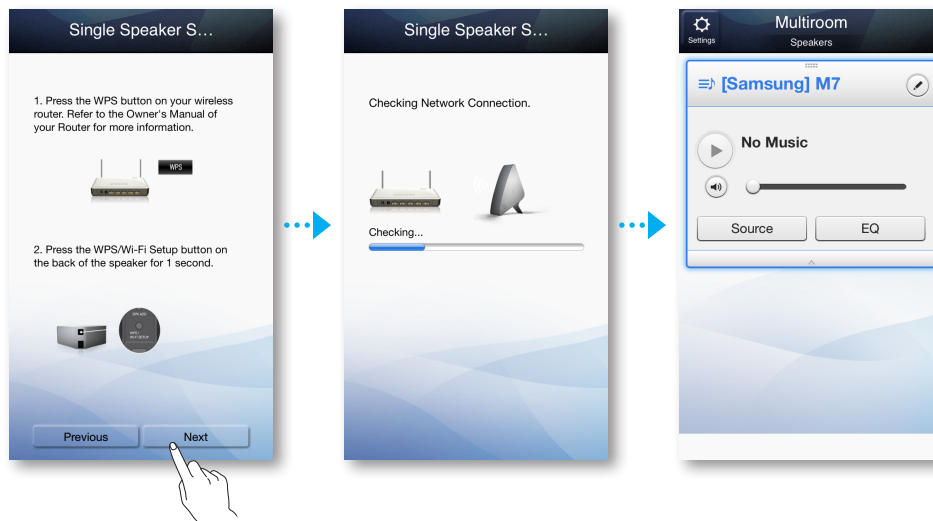 Single Speaker S...
1. Press the WPS button on your wireless
router. Refer to the Owner's Manual of
your Router for more information.
WPS
2. Press the WPS/Wi-Fi Setup button on
the back of the speaker for 1 second.
SPK ADD
WPS /
WI-FI SETUP
Previous
Next
Single Speaker S...
Checking Network Connection.
Checking...
Settings
Multiroom
Speakers
[Samsung] M7
No Music
Source
EQ